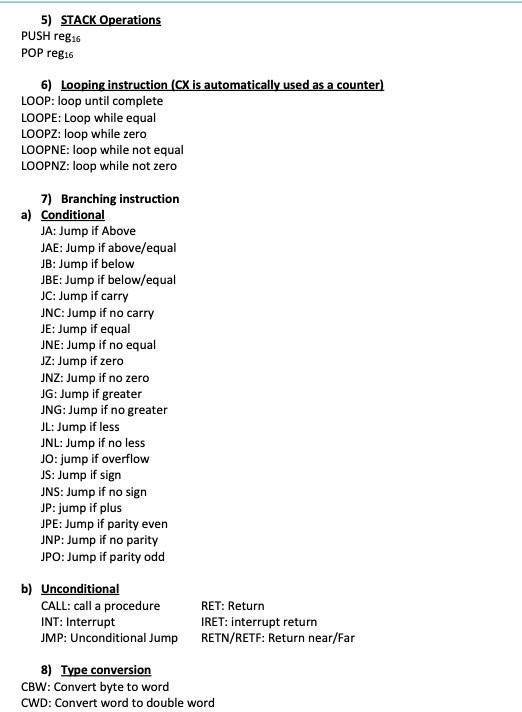 5) STACK Operations
PUSH reg16
POP reg16
6) Looping instruction (CX is automatically used as a counter)
LOOP: loop until complete
LOOPE: Loop while equal
LOOPZ: loop while zero
LOOPNE: loop while not equal
LOOPNZ: loop while not zero
7) Branching instruction
a) Conditional
JA: Jump if Above
JAE: Jump if above/equal
JB: Jump if below
JBE: Jump if below/equal
JC: Jump if carry
JNC: Jump if no carry
JE: Jump if equal
JNE: Jump if no equal
JZ: Jump if zero
JNZ: Jump if no zero
JG: Jump if greater
JNG: Jump if no greater
JL: Jump if less
JNL: Jump if no less
JO: jump if overflow
JS: Jump if sign
JNS: Jump if no sign
JP: jump if plus
JPE: Jump if parity even
JNP: Jump if no parity
JPO: Jump if parity odd
b) Unconditional
CALL: call a procedure RET: Return
INT: Interrupt IRET: interrupt return
JMP: Unconditional Jump RETN/RETF: Return near/Far
8) Type conversion
CBW: Convert byte to word
CWD: Convert word to double word